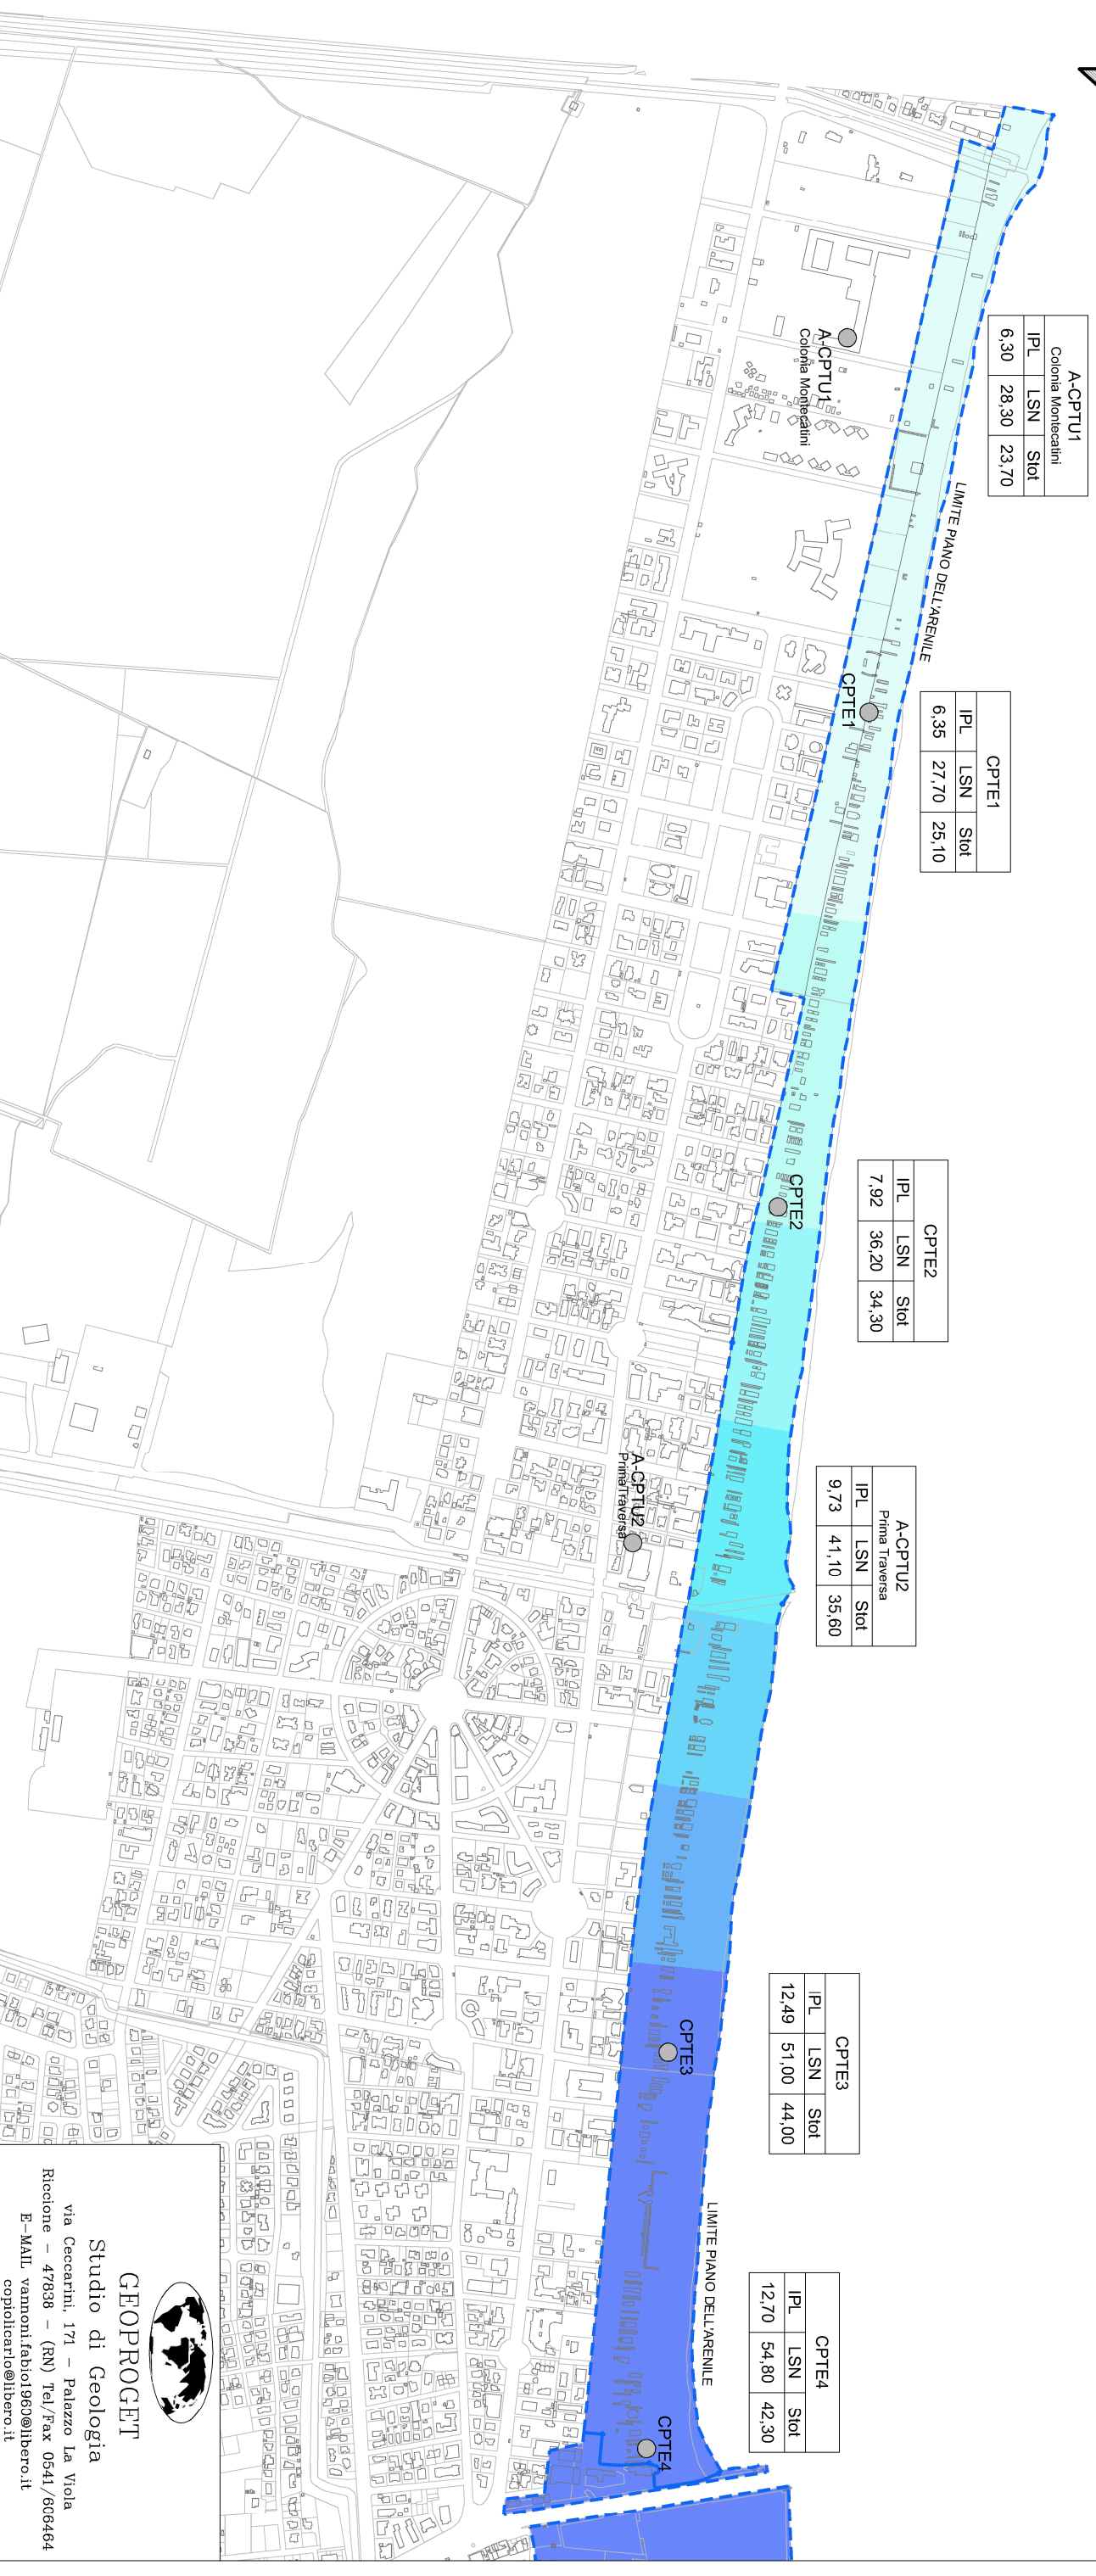 A-CPTU1
Colonia Montecatini
IPL LSN Stot
6,30 28,30 23,70
A-CPTU1
Colonia Montecatini
LIMITE PIANO DELL'ARENILE
CPTE1
IPL LSN Stot
6,35 27,70 25,10
CPTE1
CPTE2
IPL LSN Stot
7,92 36,20 34,30
CPTE2
A-CPTU2
Prima Traversa
IPL LSN Stot
9,73 41,10 35,60
A-CPTU2
Prima Traversa
CPTE3
IPL LSN Stot
12,49 51,00 44,00
CPTE3
LIMITE PIANO DELL'ARENILE
CPTE4
IPL LSN Stot
12,70 54,80 42,30
CPTE4
GEOPROGET
Studio di Geologia
via Ceccarini, 171 - Palazzo La Viola
Riccione - 47838 - (RN) Tel/Fax 0541/606464
E-MAIL vannoni.fabio1960@libero.it
copiolicarlo@libero.it